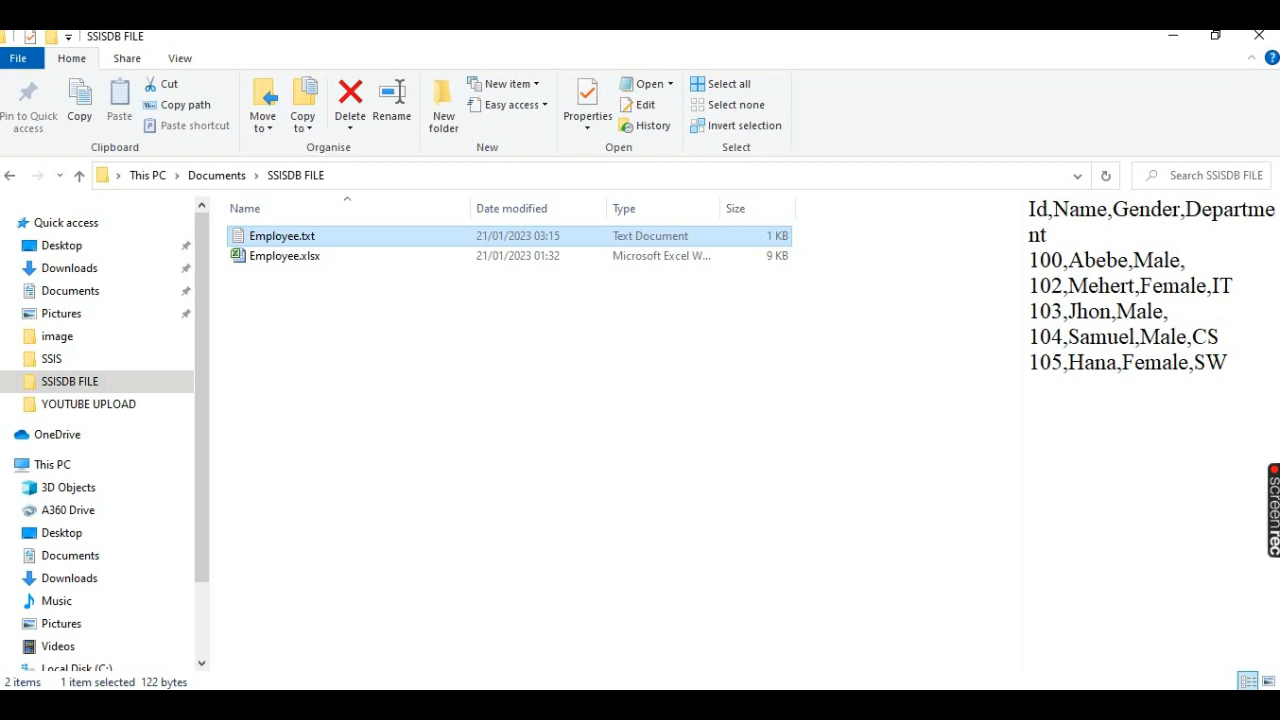 SSISDB FILE
File Home Share View
Pin to Quick access
Copy
Paste
Cut
Copy path
Paste shortcut
Clipboard
Move to
Copy to
Delete
Rename
Organise
New folder
New item
Easy access
New
Properties
Open
Edit
History
Open
Select all
Select none
Invert selection
Select
This PC > Documents > SSISDB FILE
Search SSISDB FILE
Quick access
Desktop
Downloads
Documents
Pictures
image
SSIS
SSISDB FILE
YOUTUBE UPLOAD
OneDrive
This PC
3D Objects
A360 Drive
Desktop
Documents
Downloads
Music
Pictures
Videos
Local Disk (C:)
Name Date modified Type Size
Employee.txt 21/01/2023 03:15 Text Document 1 KB
Employee.xlsx 21/01/2023 01:32 Microsoft Excel W... 9 KB
Id,Name,Gender,Departme
nt
100,Abebe,Male,
102,Mehert,Female,IT
103,Jhon,Male,
104,Samuel,Male,CS
105,Hana,Female,SW
screenrec
2 items 1 item selected 122 bytes